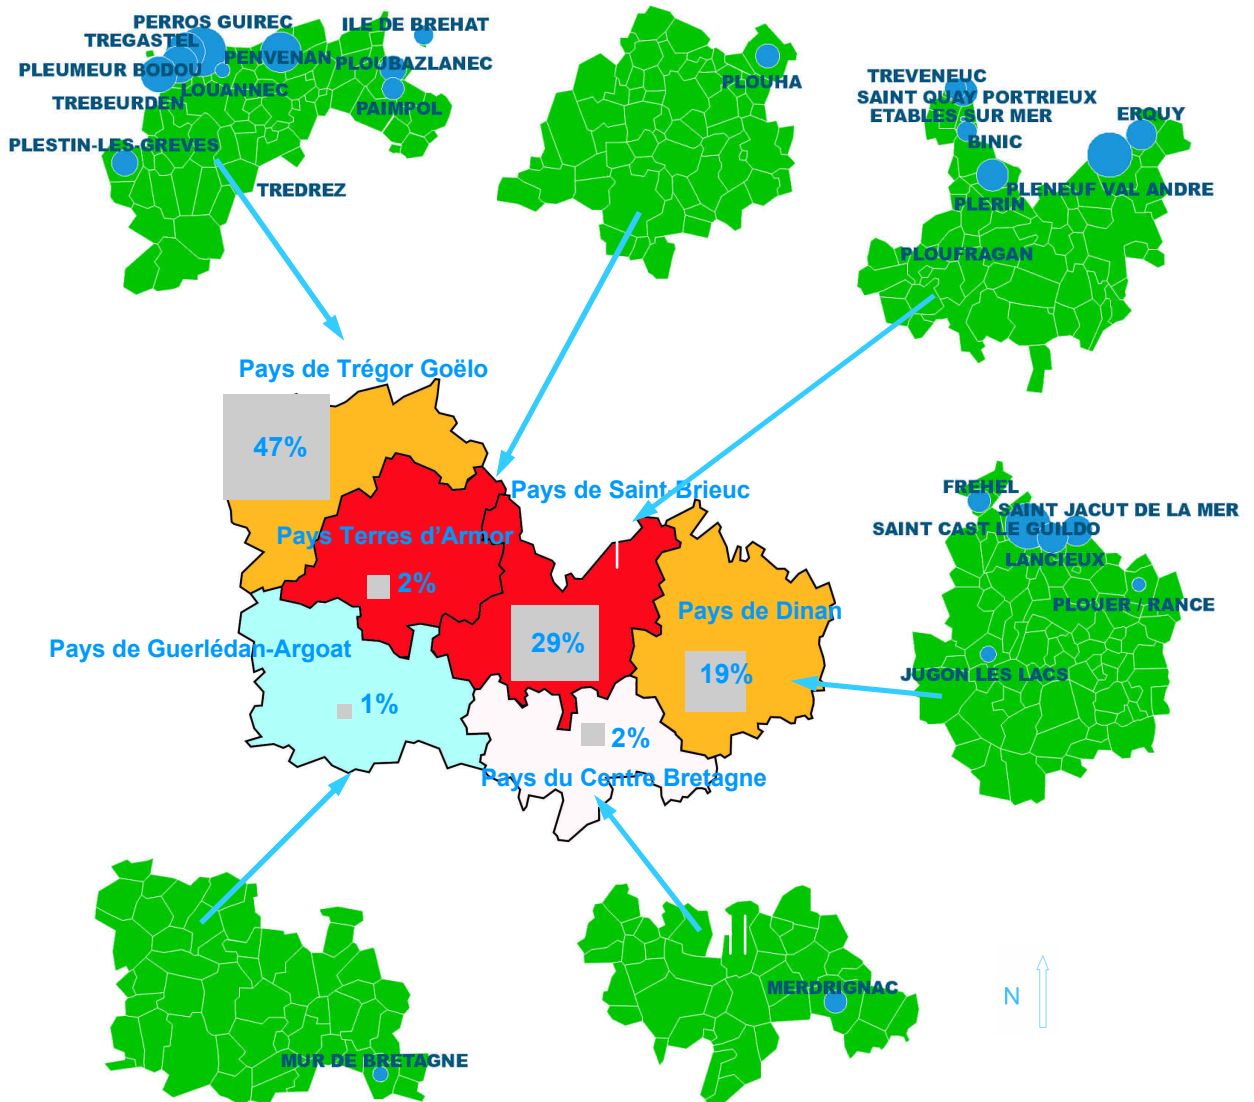 PERROS GUIREC
ILE DE BREHAT
TREGASTEL
PENVENAN
PLOUBAZLANEC
PLEUMEUR BODOU
LOUANNEC
TREBEURDEN
PAIMPOL
PLESTIN-LES-GREVES
TREDREZ
PLOUHA
TREVENEUC
SAINT QUAY PORTRIEUX
ETABLES SUR MER
ERQUY
BINIC
PLENEUF VAL ANDRE
PLERIN
PLOUFRAGAN
Pays de Trégor Goëlo
47%
Pays de Saint Brieuc
Pays Terres d'Armor
2%
Pays de Dinan
29%
19%
Pays de Guerlédan-Argoat
1%
2%
Pays du Centre Bretagne
FREHEL
SAINT JACUT DE LA MER
SAINT CAST LE GUILDO
LANCIEUX
PLOUER / RANCE
JUGON LES LACS
MERDRIGNAC
MUR DE BRETAGNE
N